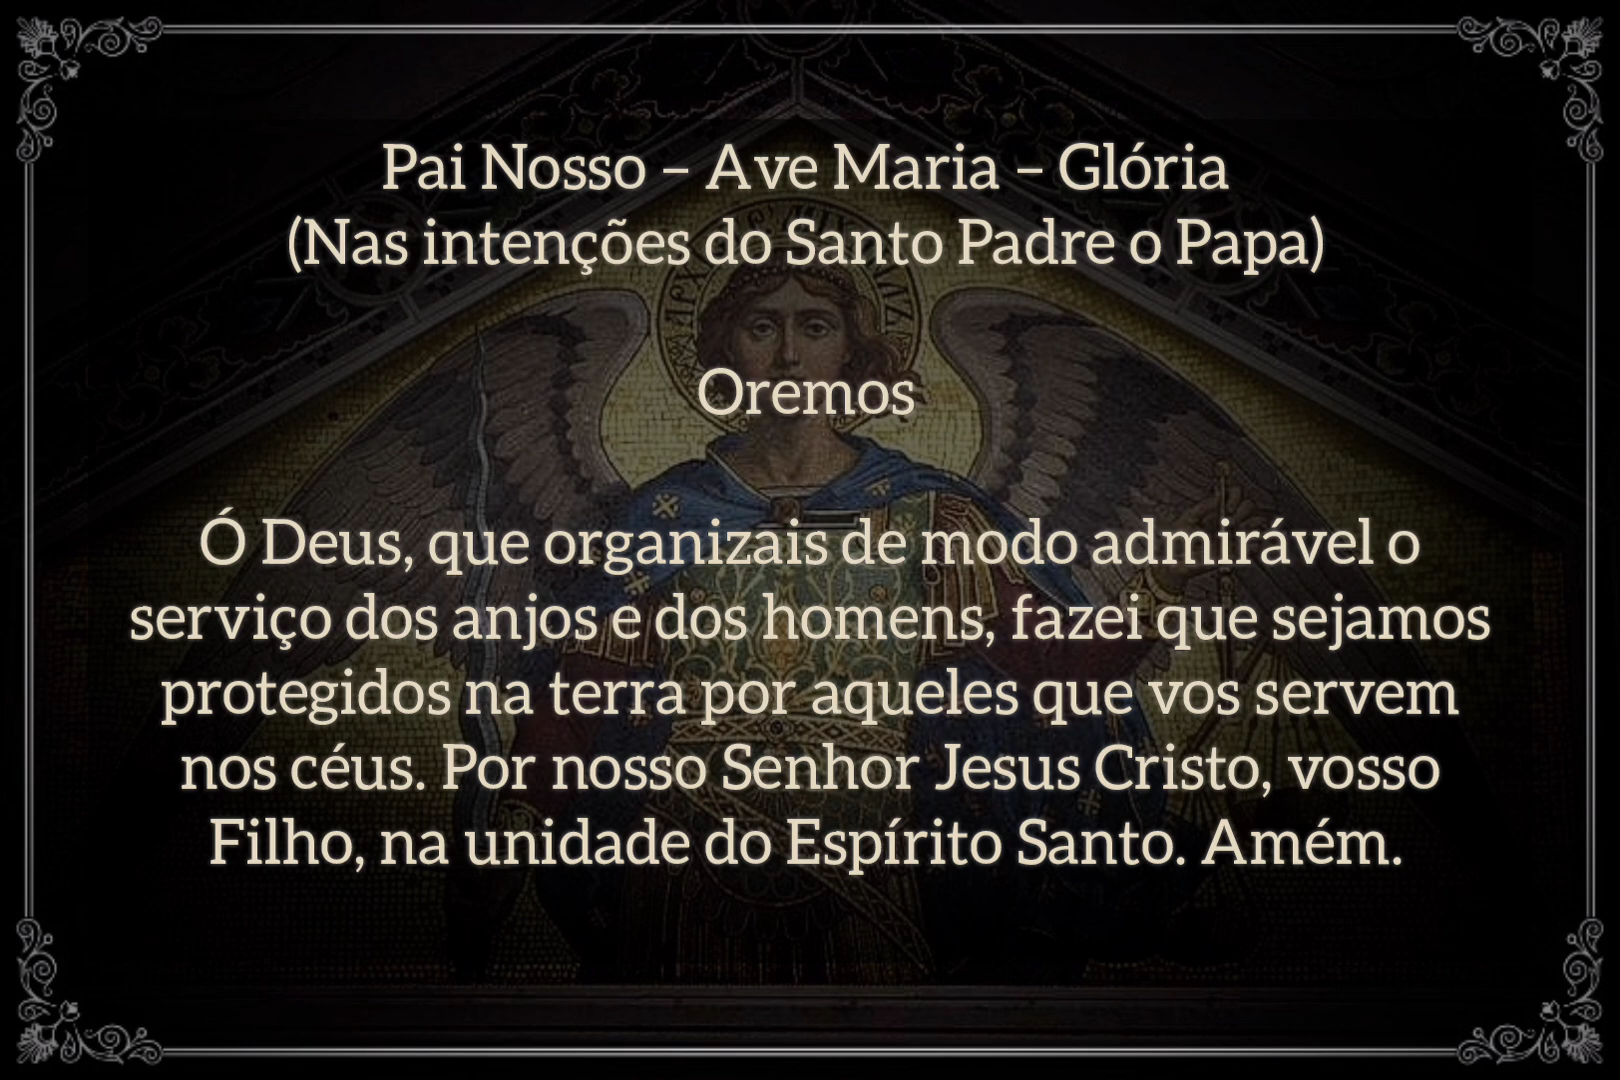 Pai Nosso – Ave Maria – Glória
(Nas intenções do Santo Padre o Papa)
Oremos
Ó Deus, que organizais de modo admirável o
serviço dos anjos e dos homens, fazei que sejamos
protegidos na terra por aqueles que vos servem
nos céus. Por nosso Senhor Jesus Cristo, vosso
Filho, na unidade do Espírito Santo. Amém.